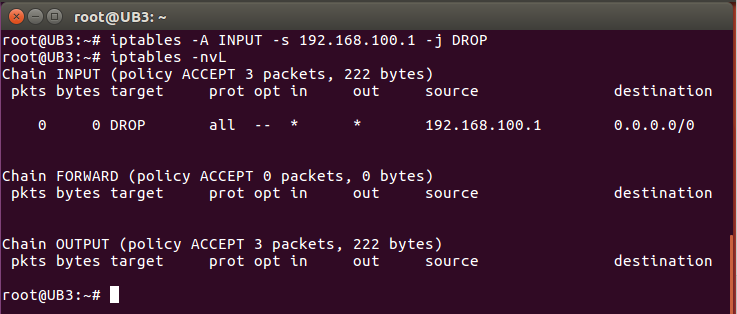 root@UB3: ~
root@UB3:~# iptables -A INPUT -s 192.168.100.1 -j DROP
root@UB3:~# iptables -nvL
Chain INPUT (policy ACCEPT 3 packets, 222 bytes)
 pkts bytes target     prot opt in     out     source               destination
    0     0 DROP       all  --  *      *       192.168.100.1        0.0.0.0/0
Chain FORWARD (policy ACCEPT 0 packets, 0 bytes)
 pkts bytes target     prot opt in     out     source               destination
Chain OUTPUT (policy ACCEPT 3 packets, 222 bytes)
 pkts bytes target     prot opt in     out     source               destination
root@UB3:~#